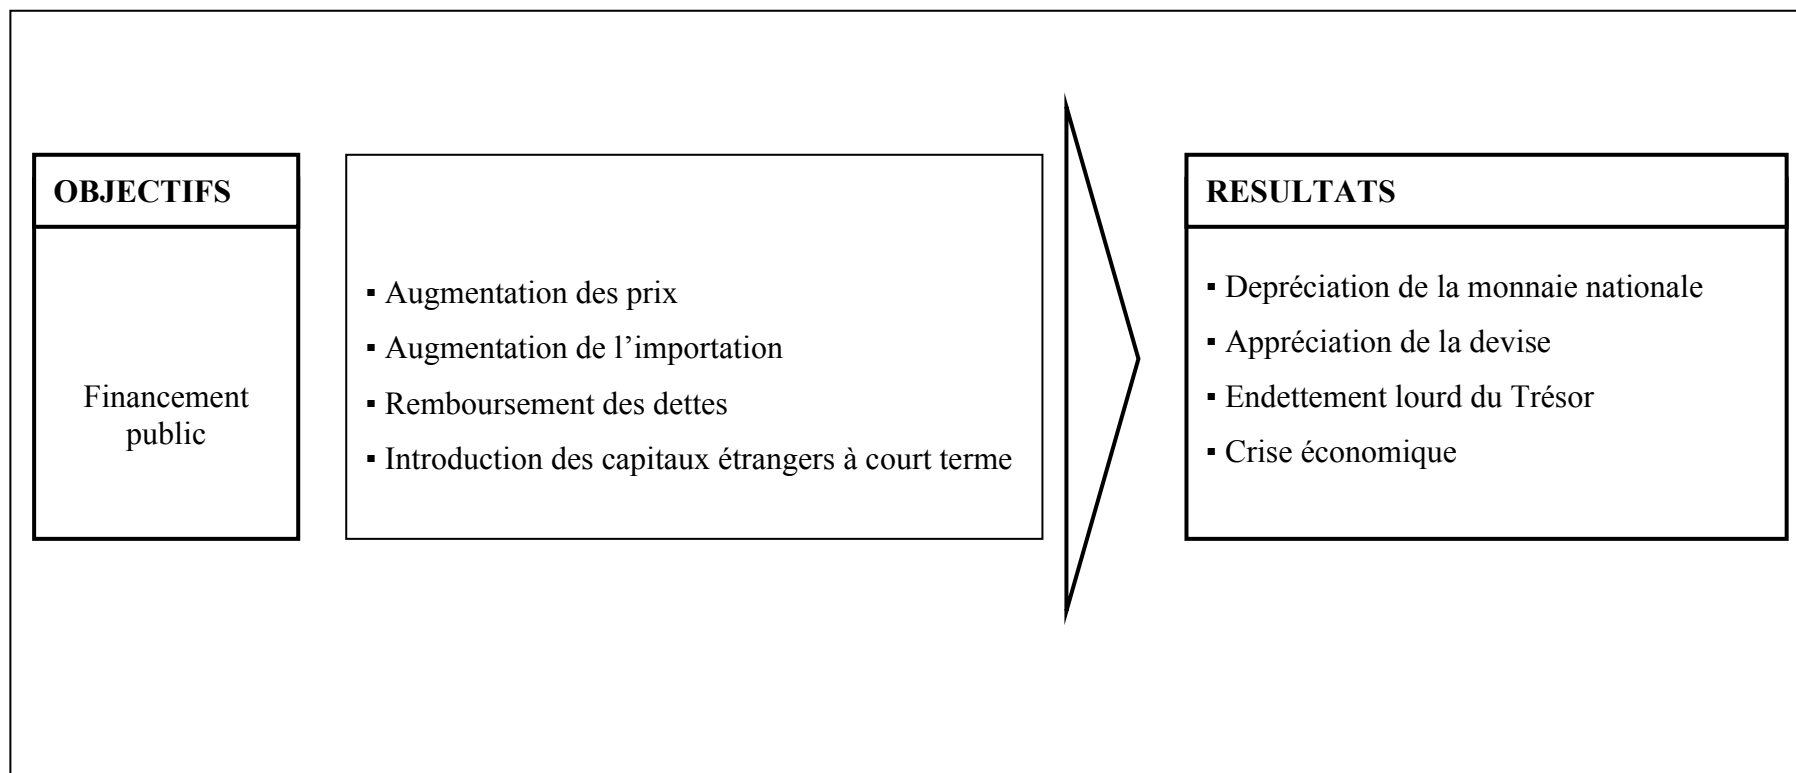 OBJECTIFS
Financement
public
▪ Augmentation des prix
▪ Augmentation de l’importation
▪ Remboursement des dettes
▪ Introduction des capitaux étrangers à court terme
RESULTATS
▪ Depréciation de la monnaie nationale
▪ Appréciation de la devise
▪ Endettement lourd du Trésor
▪ Crise économique